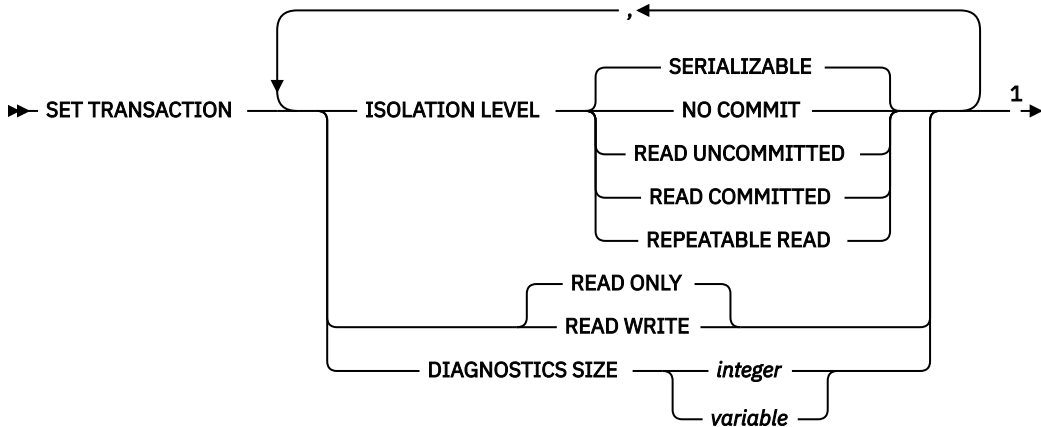 ,
SERIALIZABLE
1
SET TRANSACTION ISOLATION LEVEL NO COMMIT
READ UNCOMMITTED
READ COMMITTED
REPEATABLE READ
READ ONLY
READ WRITE
DIAGNOSTICS SIZE integer
variable